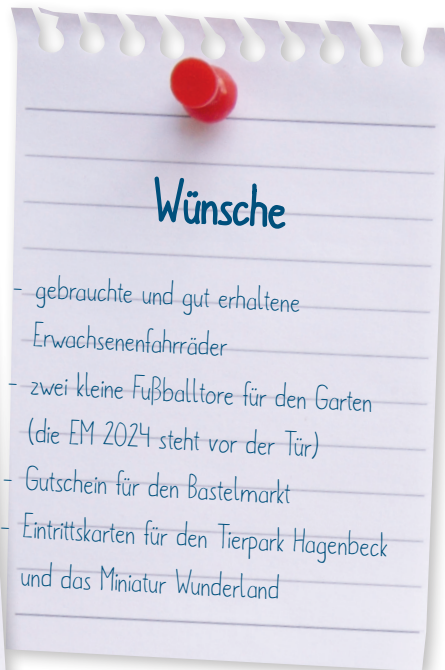 Wünsche
- gebrauchte und gut erhaltene
Erwachsenenfahrräder
- zwei kleine Fußballtore für den Garten
(die EM 2024 steht vor der Tür)
- Gutschein für den Bastelmarkt
- Eintrittskarten für den Tierpark Hagenbeck
und das Miniatur Wunderland